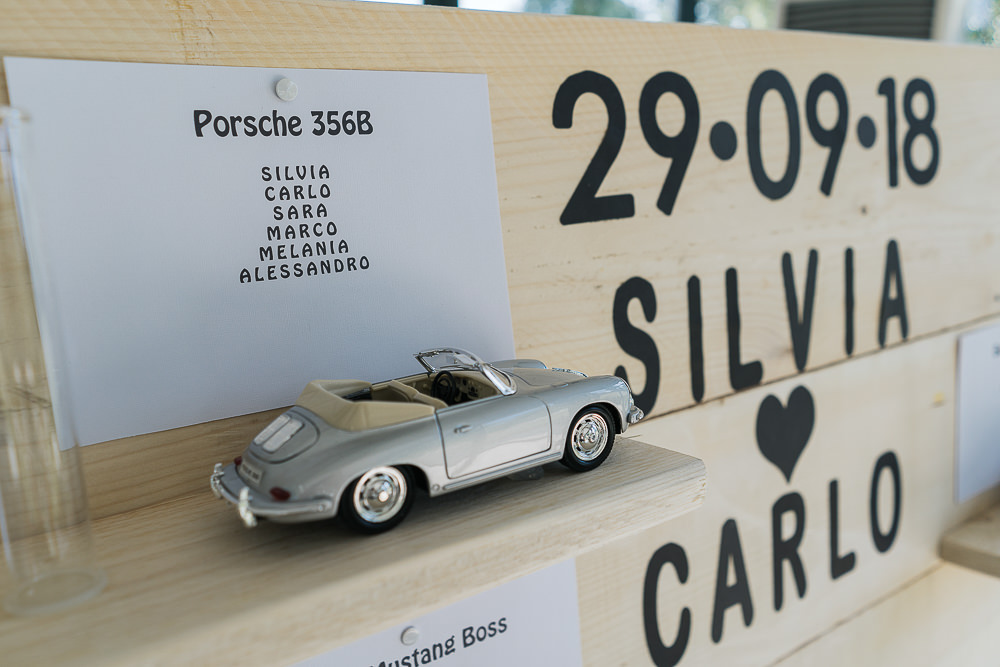 Porsche 356B
SILVIA
CARLO
SARA
MARCO
MELANIA
ALESSANDRO
29•09•18
SILVIA
♥
CARLO
Mustang Boss